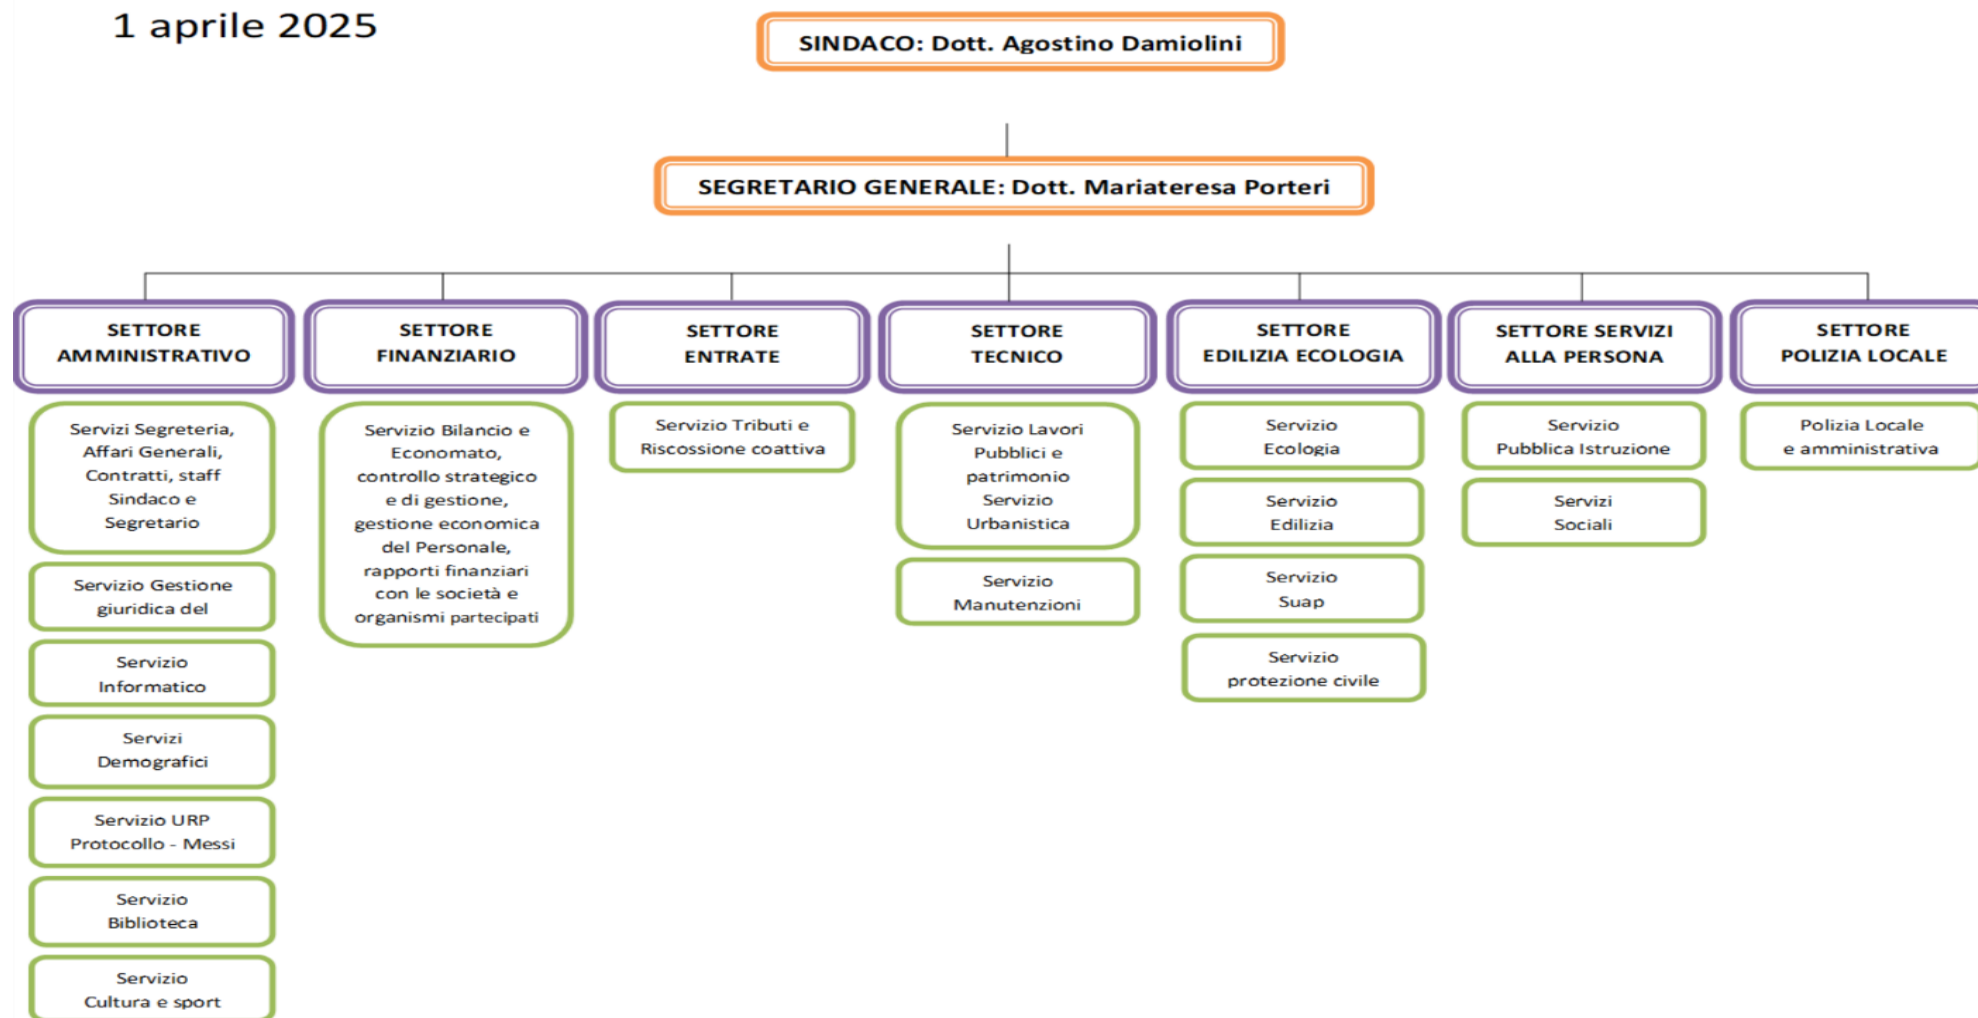 1 aprile 2025
SINDACO: Dott. Agostino Damiolini
SEGRETARIO GENERALE: Dott. Mariateresa Porteri
SETTORE
AMMINISTRATIVO
Servizi Segreteria,
Affari Generali,
Contratti, staff
Sindaco e
Segretario
Servizio Gestione
giuridica del
Servizio
Informatico
Servizi
Demografici
Servizio URP
Protocollo - Messi
Servizio
Biblioteca
Servizio
Cultura e sport
SETTORE
FINANZIARIO
Servizio Bilancio e
Economato,
controllo strategico
e di gestione,
gestione economica
del Personale,
rapporti finanziari
con le società e
organismi partecipati
SETTORE
ENTRATE
Servizio Tributi e
Riscossione coattiva
SETTORE
TECNICO
Servizio Lavori
Pubblici e
patrimonio
Servizio
Urbanistica
Servizio
Manutenzioni
SETTORE
EDILIZIA ECOLOGIA
Servizio
Ecologia
Servizio
Edilizia
Servizio
Suap
Servizio
protezione civile
SETTORE SERVIZI
ALLA PERSONA
Servizio
Pubblica Istruzione
Servizi
Sociali
SETTORE
POLIZIA LOCALE
Polizia Locale
e amministrativa